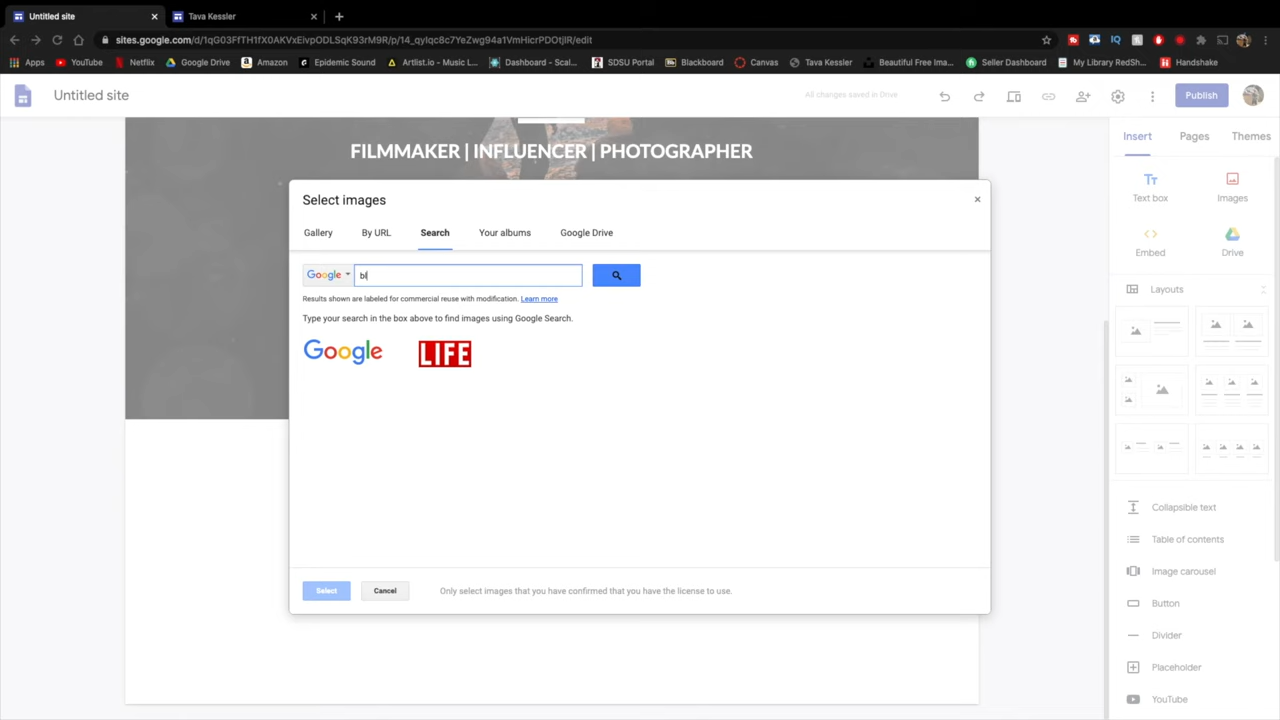 Untitled site
Tava Kessler
sites.google.com/d/1qG03FfTH1fX0AKVxEivpODLSqK93rM9R/p/14_qyIqc8c7YeZwg94a1VmHicrPDOtjlR/edit
Apps
YouTube
Netflix
Google Drive
Amazon
Epidemic Sound
Artlist.io - Music L...
Dashboard - Scal...
SDSU Portal
Blackboard
Canvas
Tava Kessler
Beautiful Free Ima...
Seller Dashboard
My Library RedSh...
Handshake
Untitled site
All changes saved in Drive
Publish
FILMMAKER | INFLUENCER | PHOTOGRAPHER
Select images
Gallery
By URL
Search
Your albums
Google Drive
Google
bl
Results shown are labeled for commercial reuse with modification. Learn more
Type your search in the box above to find images using Google Search.
Google
LIFE
Select
Cancel
Only select images that you have confirmed that you have the license to use.
Insert
Pages
Themes
Text box
Images
Embed
Drive
Layouts
Collapsible text
Table of contents
Image carousel
Button
Divider
Placeholder
YouTube